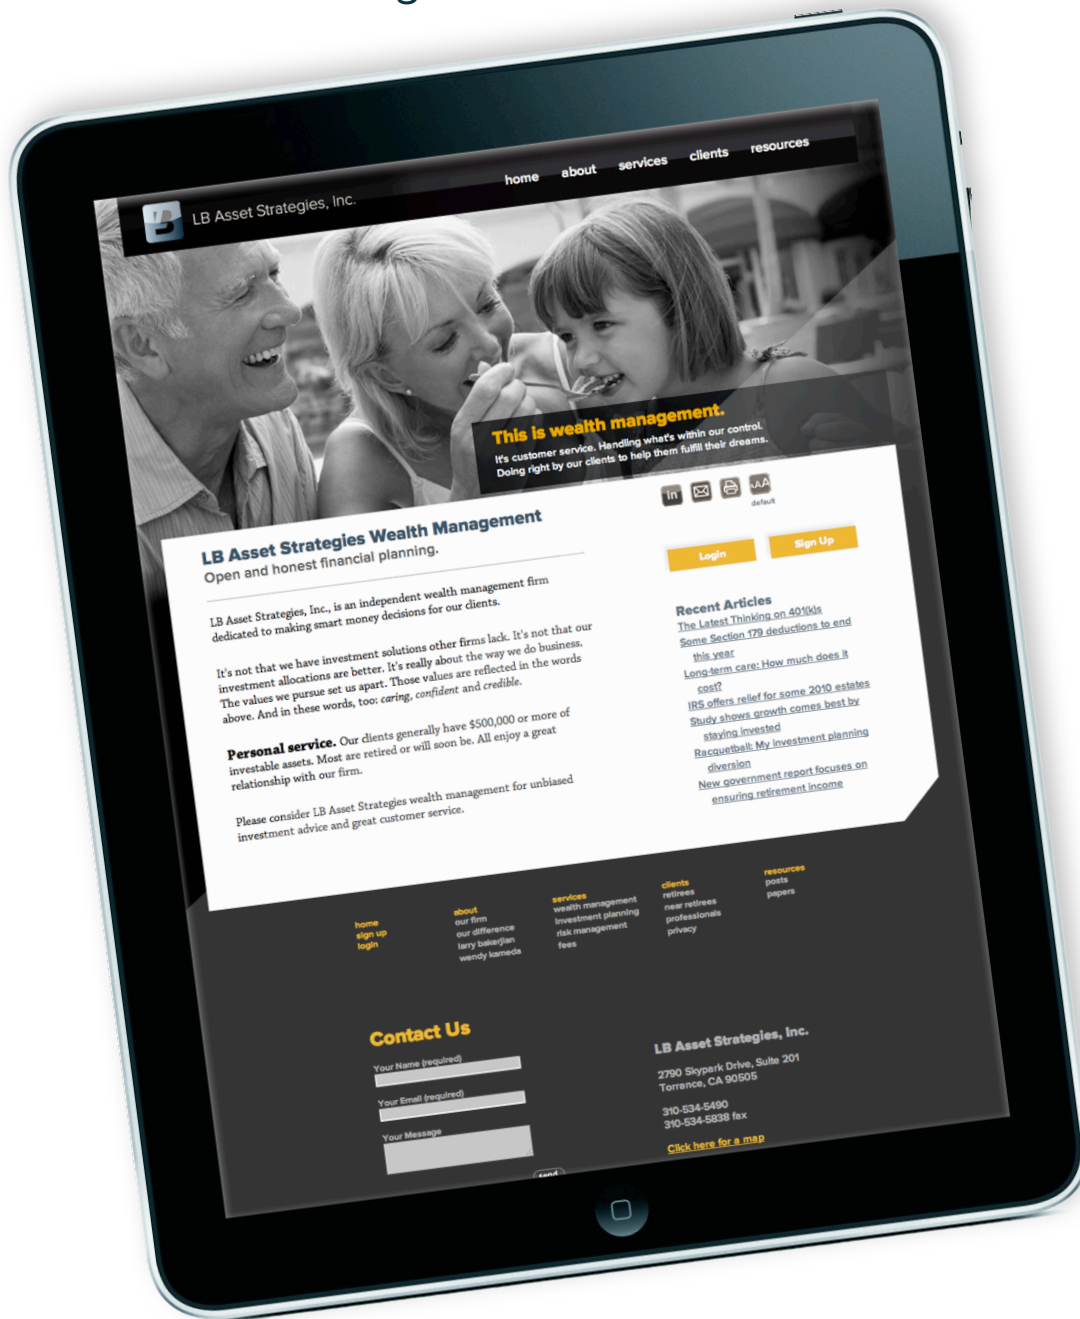 LB Asset Strategies, Inc.
home about services clients resources
This is wealth management.
It's customer service. Handling what's within our control.
Doing right by our clients to help them fulfill their dreams.
in
AAA
default
LB Asset Strategies Wealth Management
Open and honest financial planning.
LB Asset Strategies, Inc., is an independent wealth management firm
dedicated to making smart money decisions for our clients.
It's not that we have investment solutions other firms lack. It's not that our
investment allocations are better. It's really about the way we do business.
The values we pursue set us apart. Those values are reflected in the words
above. And in these words, too: caring, confident and credible.
Personal service. Our clients generally have $500,000 or more of
investable assets. Most are retired or will soon be. All enjoy a great
relationship with our firm.
Please consider LB Asset Strategies wealth management for unbiased
investment advice and great customer service.
Login
Sign Up
Recent Articles
The Latest Thinking on 401(k)s
Some Section 179 deductions to end
this year
Long-term care: How much does it
cost?
IRS offers relief for some 2010 estates
Study shows growth comes best by
staying invested
Racquetball: My investment planning
diversion
New government report focuses on
ensuring retirement income
home
sign up
login
about
our firm
our difference
larry bakerjian
wendy kameda
services
wealth management
investment planning
risk management
fees
clients
retirees
near retirees
professionals
privacy
resources
posts
papers
Contact Us
Your Name (required)
Your Email (required)
Your Message
send
LB Asset Strategies, Inc.
2790 Skypark Drive, Suite 201
Torrance, CA 90505
310-534-5490
310-534-5838 fax
Click here for a map